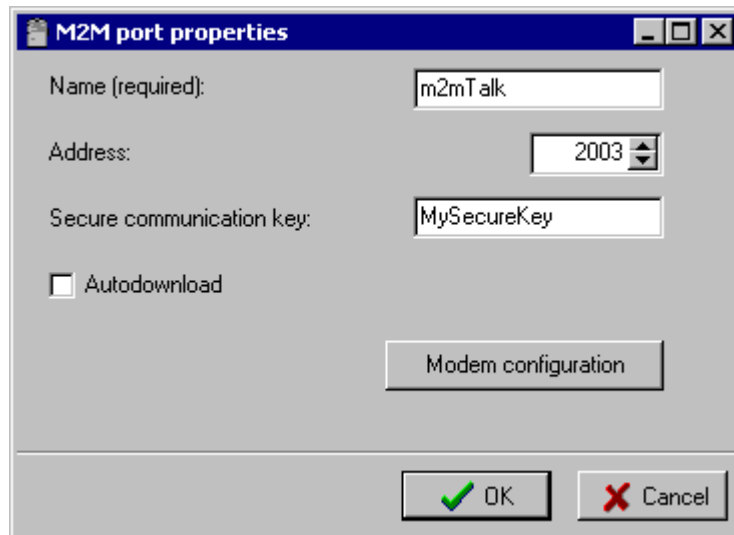 M2M port properties
Name (required): m2mTalk
Address: 2003
Secure communication key: MySecureKey
Autodownload
Modem configuration
OK Cancel